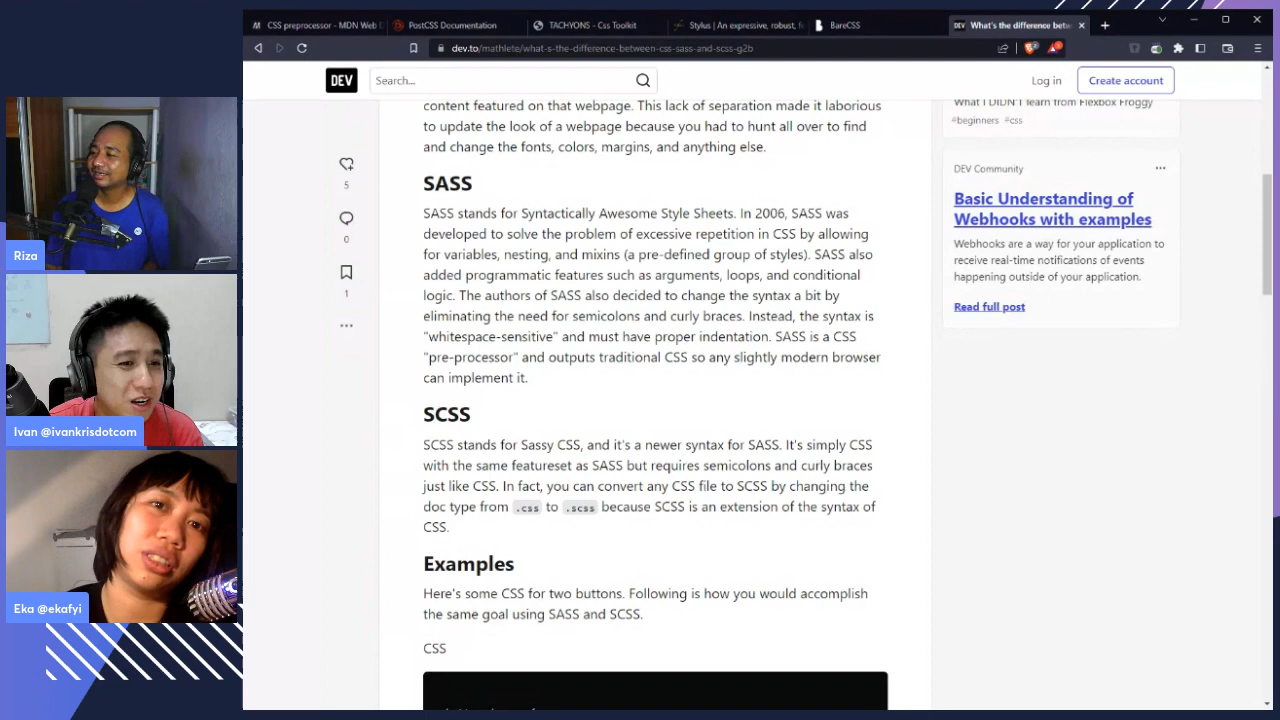 CSS preprocessor - MDN Web D
PostCSS Documentation
TACHYONS - Css Toolkit
Stylus | An expressive, robust, f
BareCSS
DEV
What's the difference betw
dev.to/mathlete/what-s-the-difference-between-css-sass-and-scss-g2b
DEV
Search...
Log in
Create account
content featured on that webpage. This lack of separation made it laborious
to update the look of a webpage because you had to hunt all over to find
and change the fonts, colors, margins, and anything else.
5
0
1
SASS
SASS stands for Syntactically Awesome Style Sheets. In 2006, SASS was
developed to solve the problem of excessive repetition in CSS by allowing
for variables, nesting, and mixins (a pre-defined group of styles). SASS also
added programmatic features such as arguments, loops, and conditional
logic. The authors of SASS also decided to change the syntax a bit by
eliminating the need for semicolons and curly braces. Instead, the syntax is
"whitespace-sensitive" and must have proper indentation. SASS is a CSS
"pre-processor" and outputs traditional CSS so any slightly modern browser
can implement it.
SCSS
SCSS stands for Sassy CSS, and it's a newer syntax for SASS. It's simply CSS
with the same featureset as SASS but requires semicolons and curly braces
just like CSS. In fact, you can convert any CSS file to SCSS by changing the
doc type from .css to .scss because SCSS is an extension of the syntax of
CSS.
Examples
Here's some CSS for two buttons. Following is how you would accomplish
the same goal using SASS and SCSS.
CSS
What I DIDN'T learn from Flexbox Froggy
#beginners #css
DEV Community
Basic Understanding of
Webhooks with examples
Webhooks are a way for your application to
receive real-time notifications of events
happening outside of your application.
Read full post
Riza
Ivan @ivankrisdotcom
Eka @ekafyi